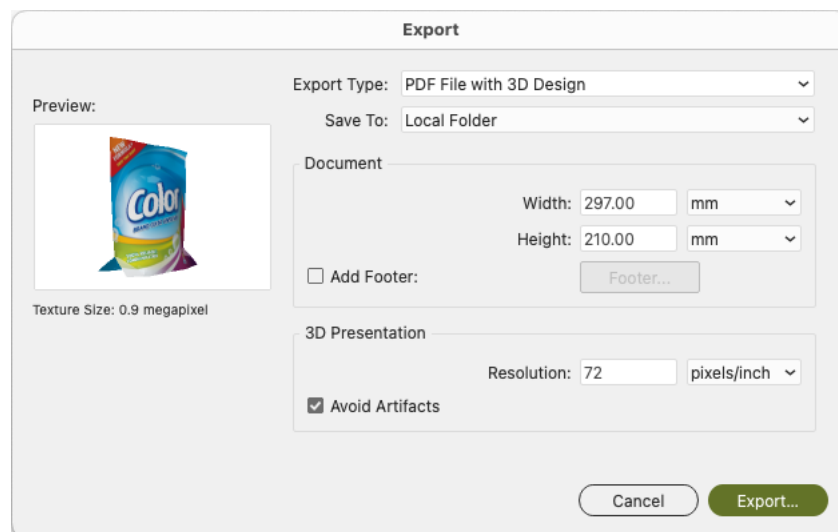 Export
Export Type: PDF File with 3D Design
Save To: Local Folder
Preview:
NEW
Color
Texture Size: 0.9 megapixel
Document
Width: 297.00 mm
Height: 210.00 mm
Add Footer: Footer...
3D Presentation
Resolution: 72 pixels/inch
Avoid Artifacts
Cancel Export...